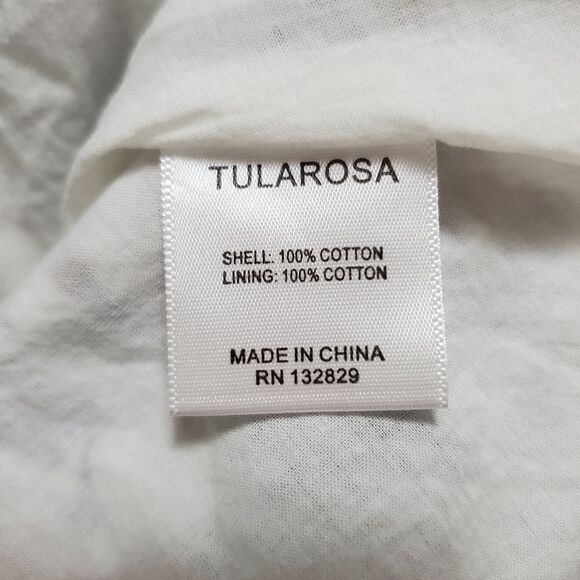 TULAROSA
SHELL: 100% COTTON
LINING: 100% COTTON
MADE IN CHINA
RN 132829